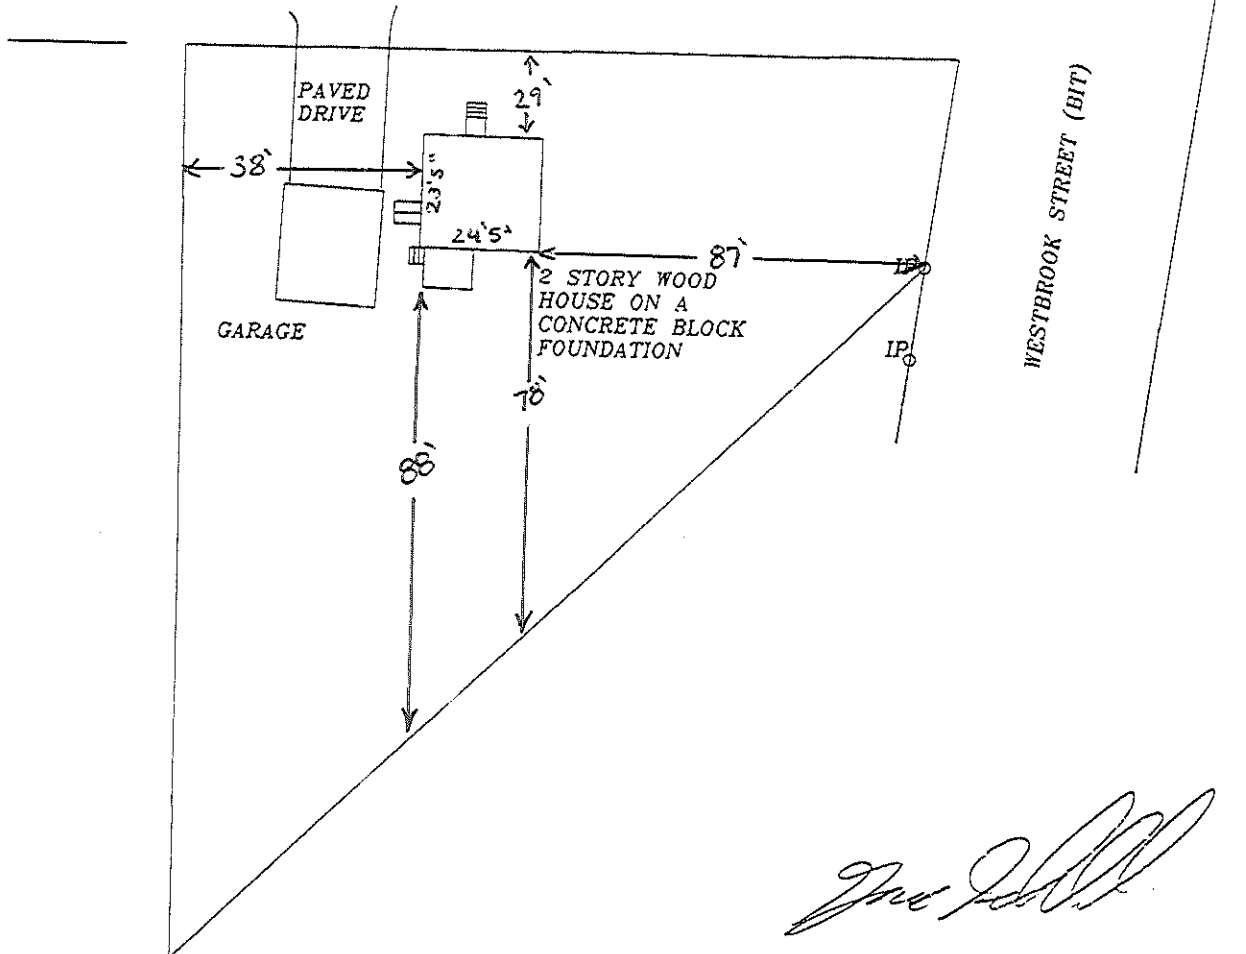 PAVED
DRIVE
29'
38'
23'5"
24'5"
87'
2 STORY WOOD
HOUSE ON A
CONCRETE BLOCK
FOUNDATION
GARAGE
IP
IP
78'
88'
WESTBROOK STREET (BIT)